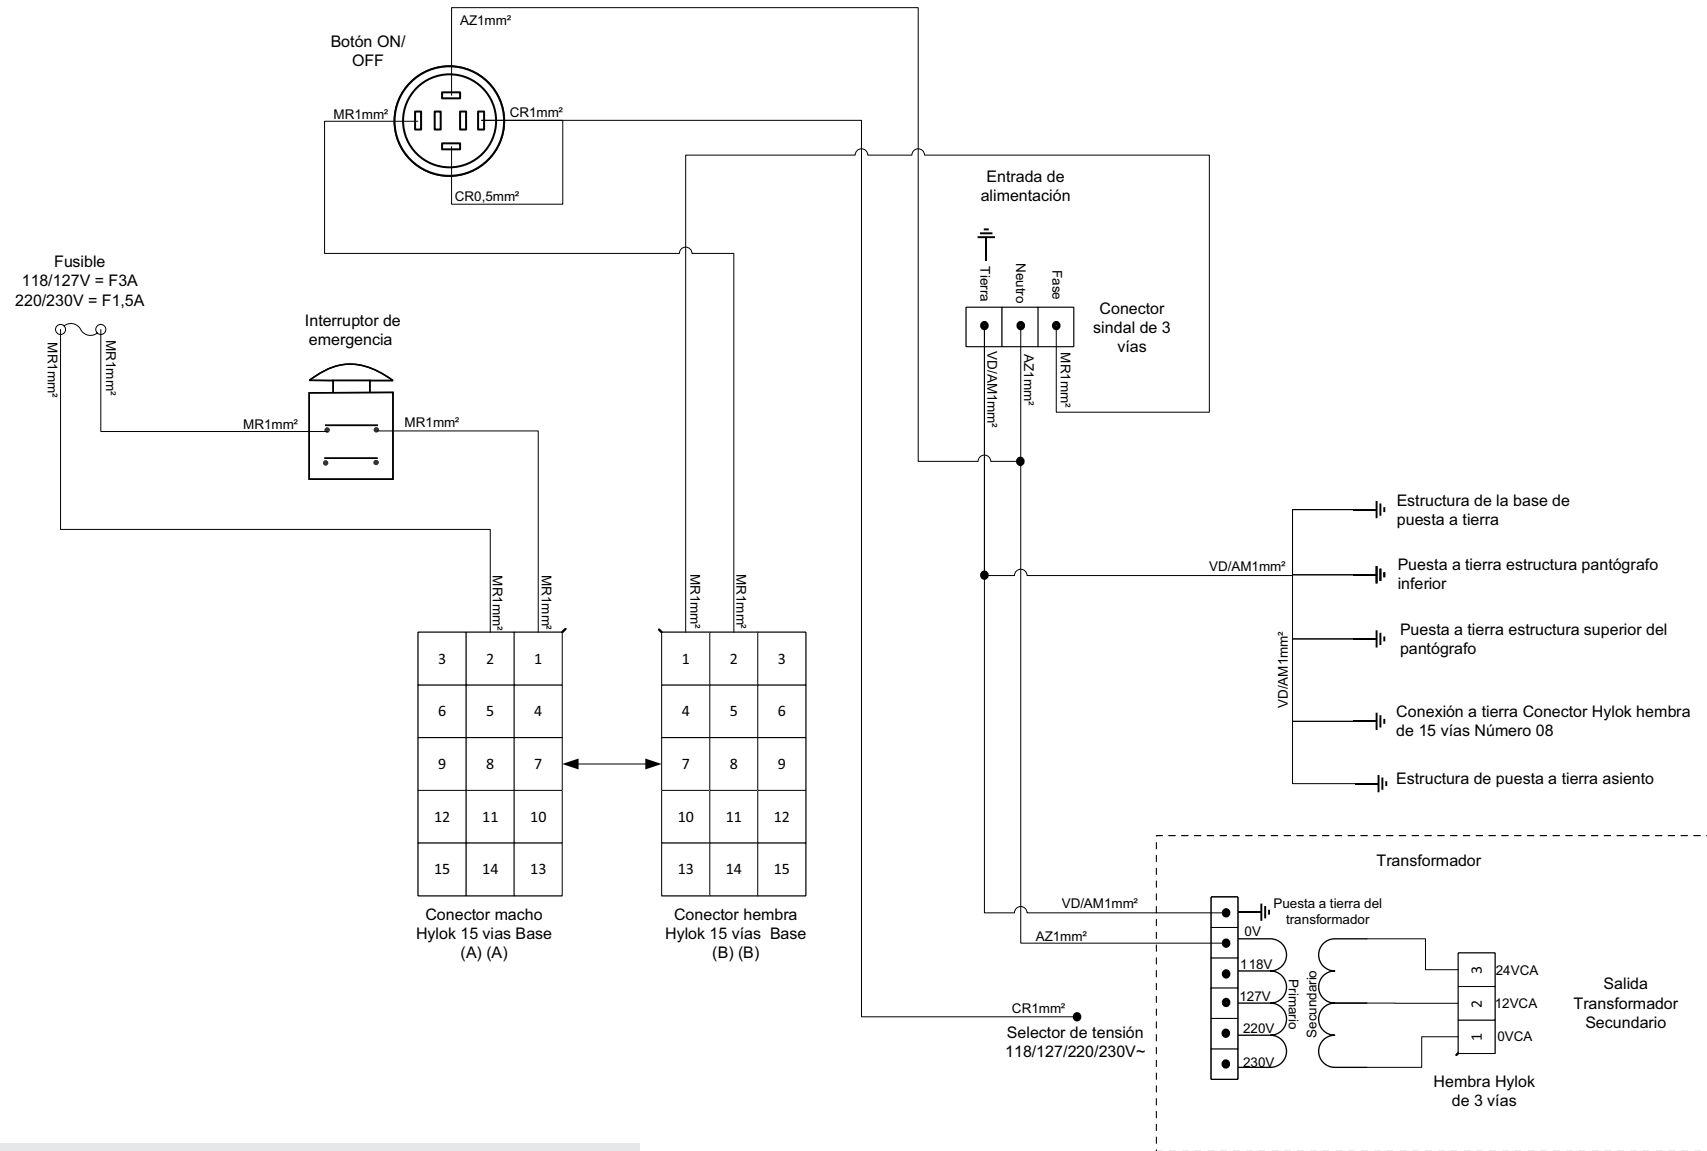 AZ1mm²
Botón ON/
OFF
MR1mm²
CR1mm²
CR0,5mm²
Entrada de
alimentación
Tierra
Neutro
Fase
Conector
sindal de 3
vías
VD/AM1mm²
AZ1mm²
MR1mm²
Fusible
118/127V = F3A
220/230V = F1,5A
MR1mm²
MR1mm²
Interruptor de
emergencia
MR1mm²
MR1mm²
MR1mm²
MR1mm²
MR1mm²
MR1mm²
3 2 1
6 5 4
9 8 7
12 11 10
15 14 13
Conector macho
Hylok 15 vias Base
(A) (A)
1 2 3
4 5 6
7 8 9
10 11 12
13 14 15
Conector hembra
Hylok 15 vías Base
(B) (B)
VD/AM1mm²
VD/AM1mm²
Estructura de la base de
puesta a tierra
Puesta a tierra estructura pantógrafo
inferior
Puesta a tierra estructura superior del
pantógrafo
Conexión a tierra Conector Hylok hembra
de 15 vías Número 08
Estructura de puesta a tierra asiento
Transformador
VD/AM1mm²
AZ1mm²
Puesta a tierra del
transformador
0V
118V
127V
220V
230V
Primario
Secundario
3
2
1
24VCA
12VCA
0VCA
Salida
Transformador
Secundario
Hembra Hylok
de 3 vías
CR1mm²
Selector de tensión
118/127/220/230V~